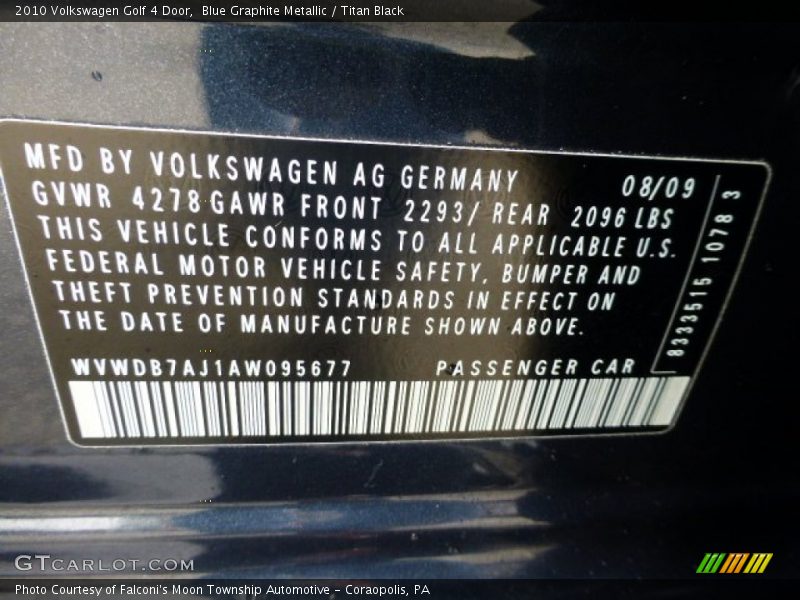 2010 Volkswagen Golf 4 Door,  Blue Graphite Metallic / Titan Black
MFD BY VOLKSWAGEN AG GERMANY 08/09
GVWR 4278 GAWR FRONT 2293/ REAR 2096 LBS
THIS VEHICLE CONFORMS TO ALL APPLICABLE U.S.
FEDERAL MOTOR VEHICLE SAFETY, BUMPER AND
THEFT PREVENTION STANDARDS IN EFFECT ON
THE DATE OF MANUFACTURE SHOWN ABOVE.
8333515 1078 3
WVWDB7AJ1AW095677 PASSENGER CAR
GTCARLOT.COM
Photo Courtesy of Falconi's Moon Township Automotive - Coraopolis, PA